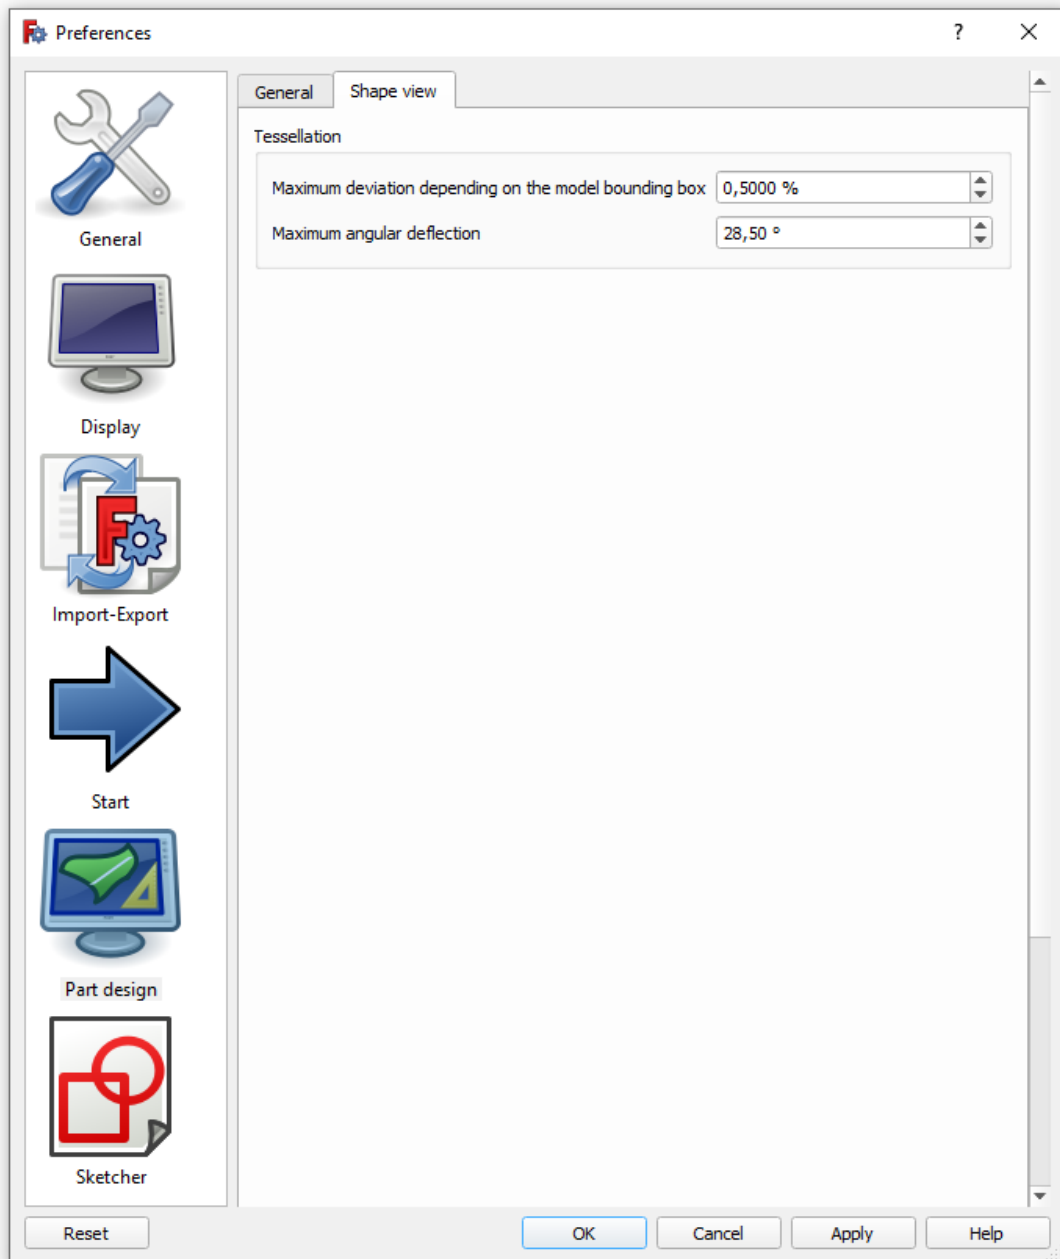 Preferences
?
General
Display
Import-Export
Start
Part design
Sketcher
General
Shape view
Tessellation
Maximum deviation depending on the model bounding box 0,5000 %
Maximum angular deflection 28,50 °
Reset
OK
Cancel
Apply
Help